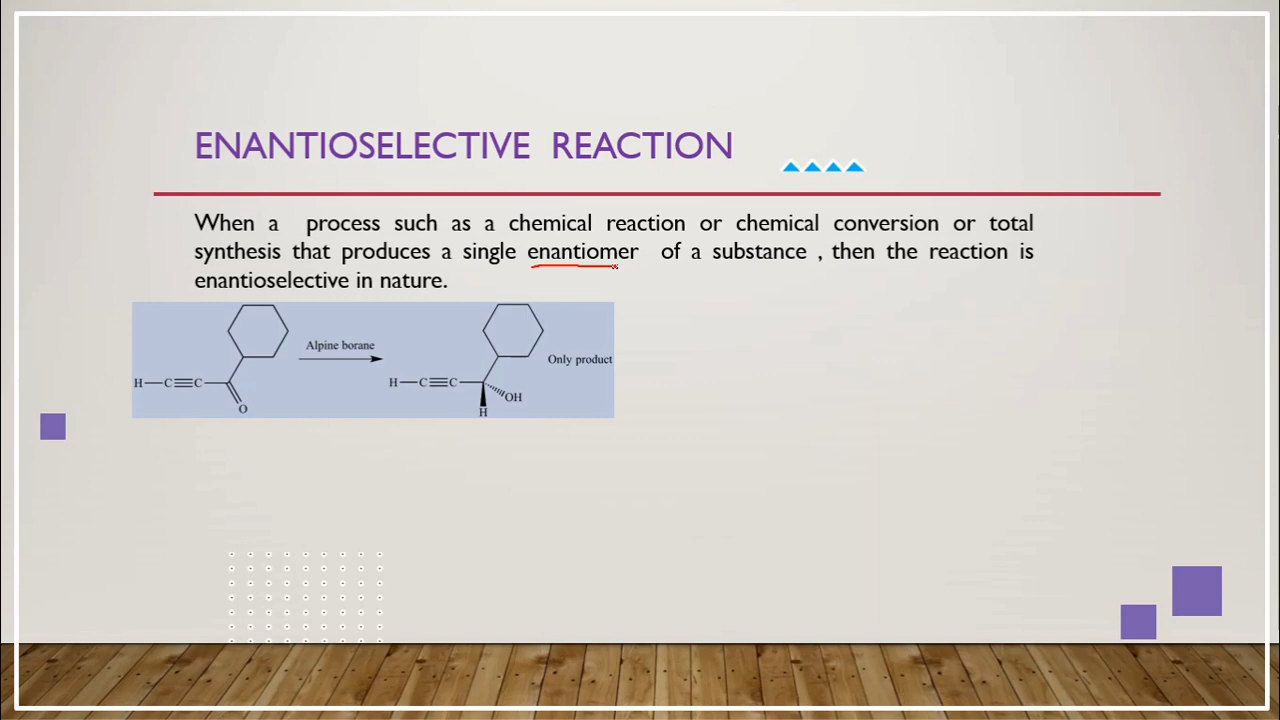 ENANTIOSELECTIVE REACTION
When a process such as a chemical reaction or chemical conversion or total
synthesis that produces a single enantiomer of a substance , then the reaction is
enantioselective in nature.
Alpine borane
Only product
H—C≡C
O
H—C≡C
OH
H